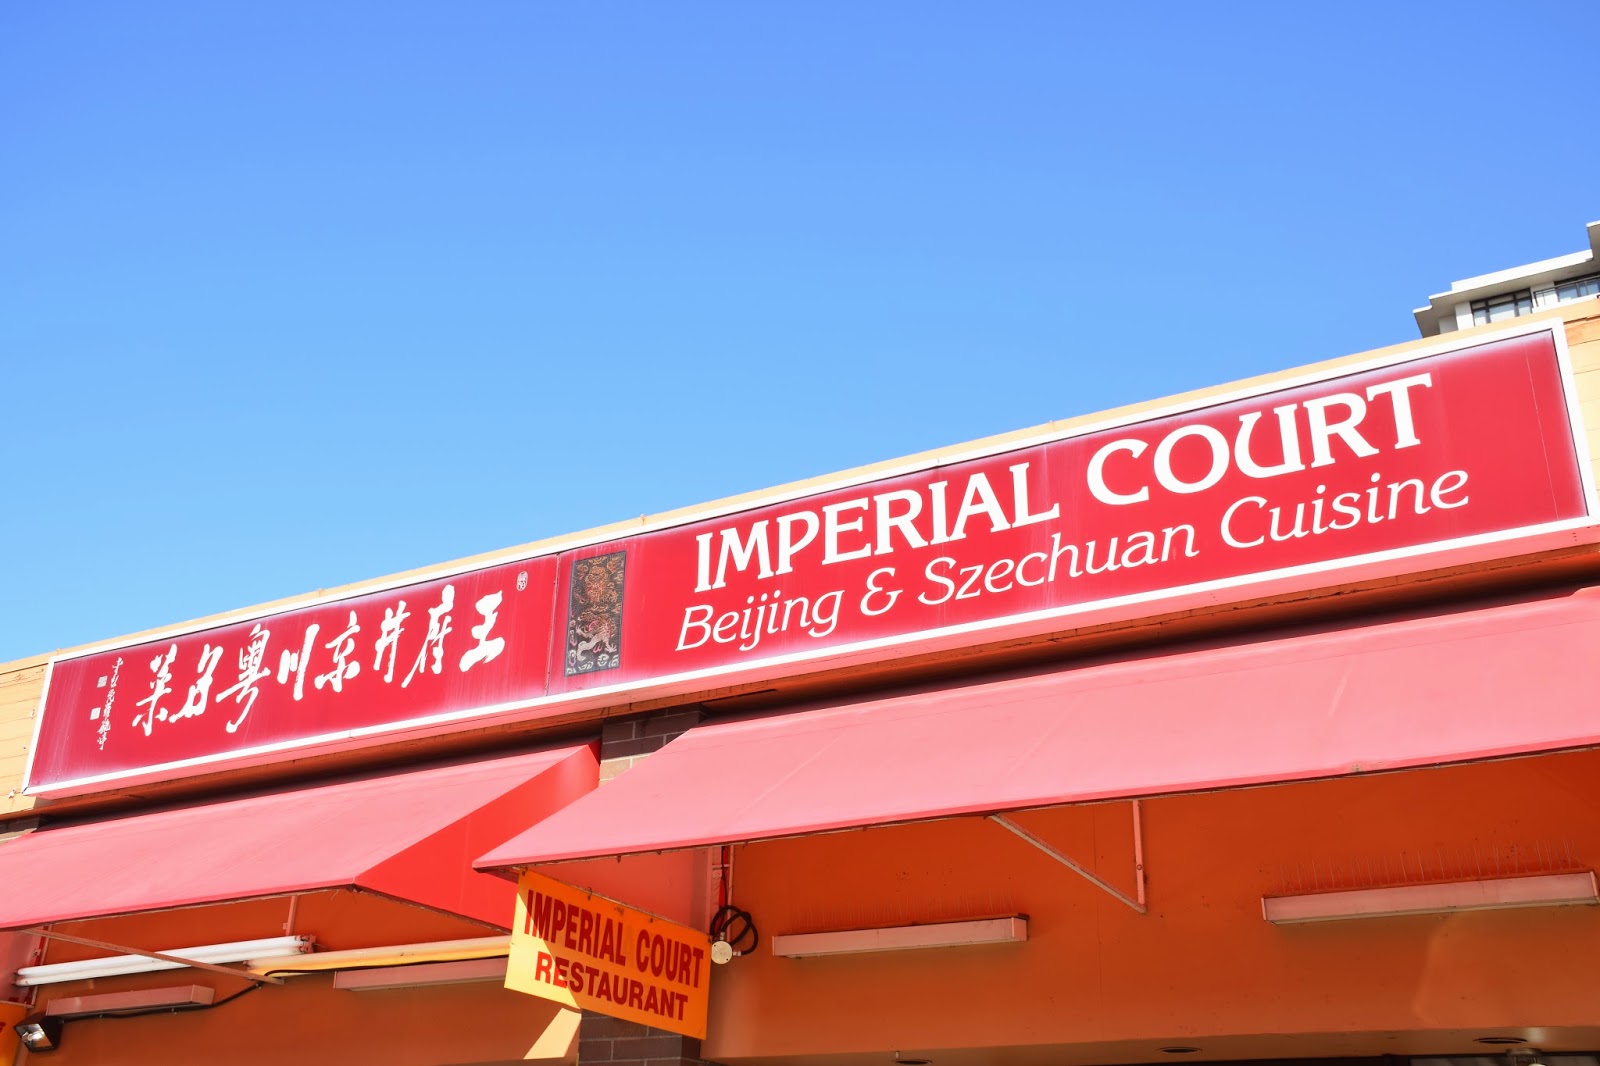 王府井京川粤名菜
IMPERIAL COURT
Beijing & Szechuan Cuisine
IMPERIAL COURT
RESTAURANT